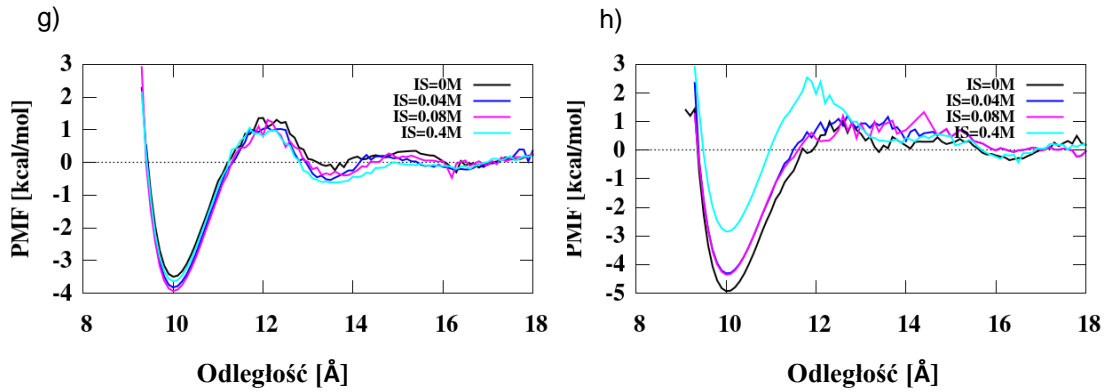 g)
PMF [kcal/mol]
3
2
1
0
-1
-2
-3
-4
IS=0M
IS=0.04M
IS=0.08M
IS=0.4M
8 10 12 14 16 18
Odległość [Å]
h)
PMF [kcal/mol]
3
2
1
0
-1
-2
-3
-4
-5
IS=0M
IS=0.04M
IS=0.08M
IS=0.4M
8 10 12 14 16 18
Odległość [Å]